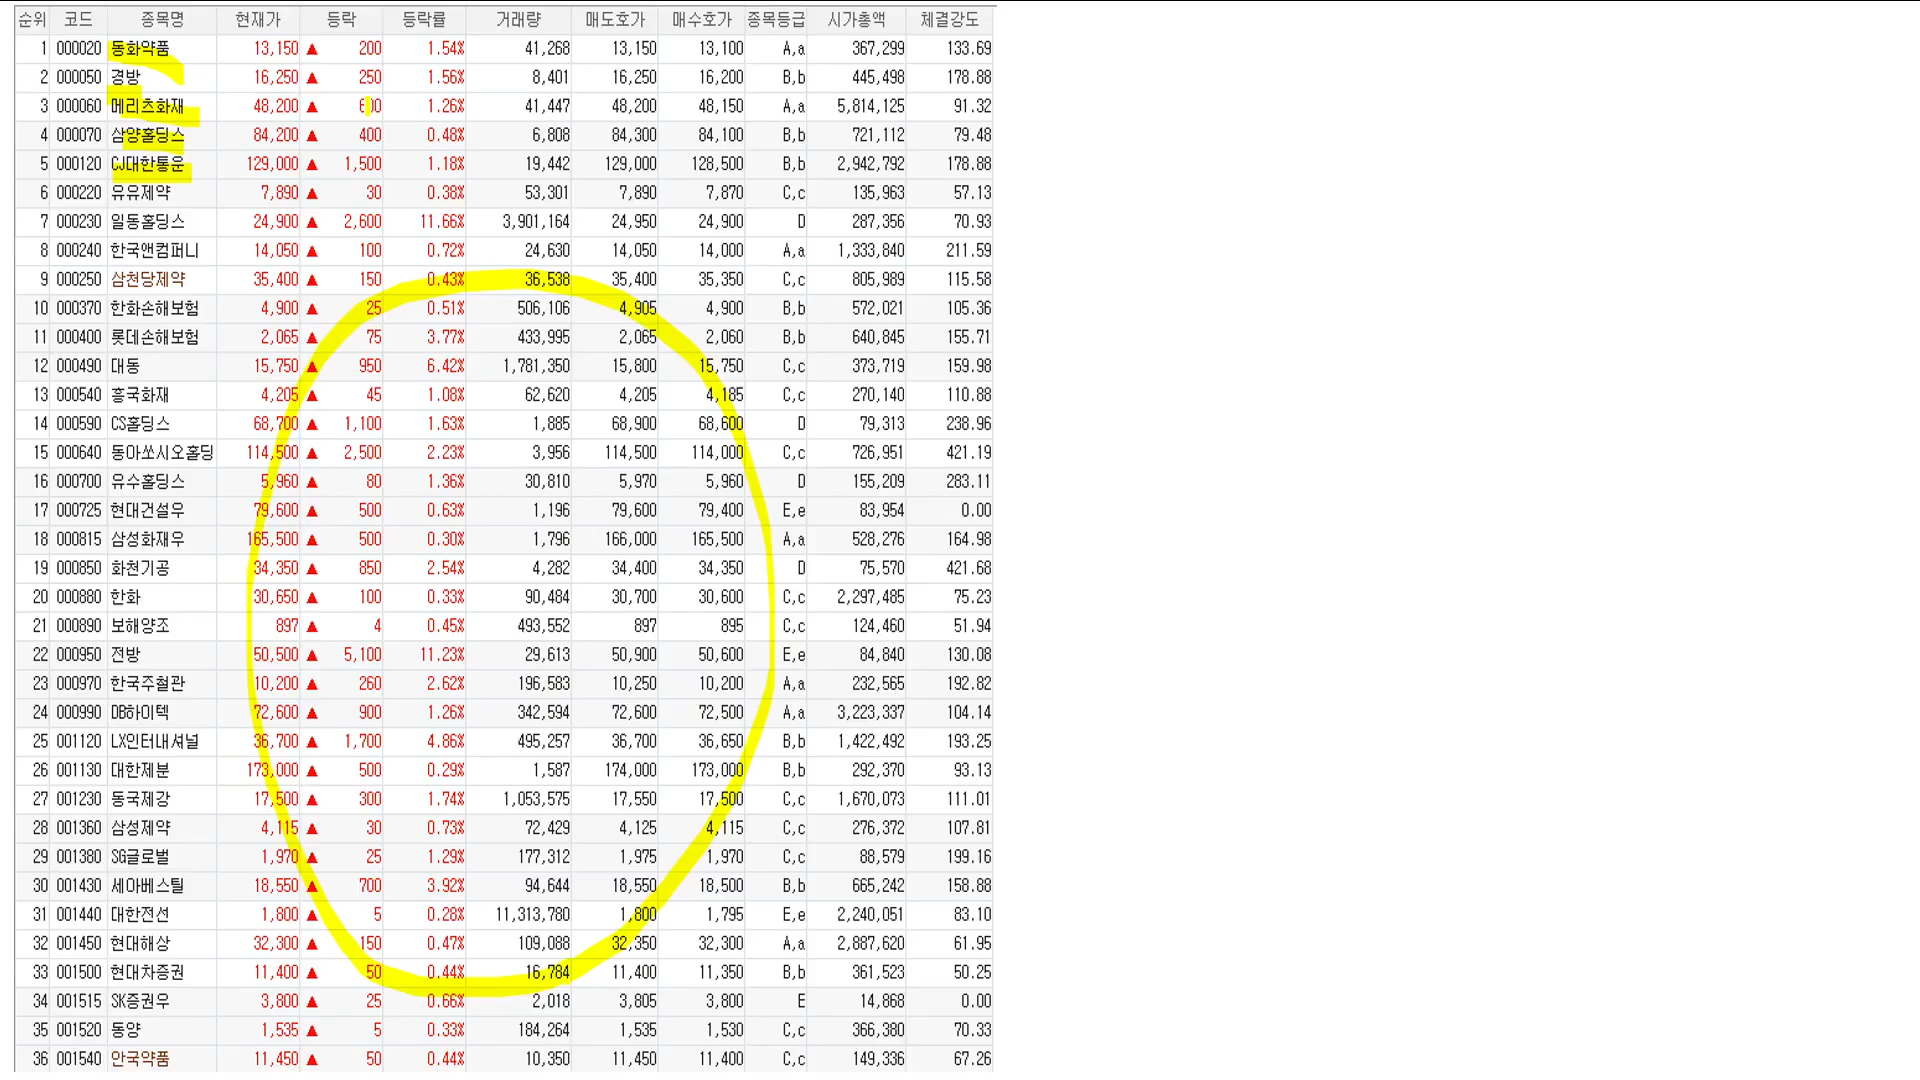 순위 코드 종목명 현재가 등락 등락률 거래량 매도호가 매수호가 종목등급 시가총액 체결강도
1 000020 동화약품 13,150 ▲ 200 1.54% 41,268 13,150 13,100 A,a 367,299 133.69
2 000050 경방 16,250 ▲ 250 1.56% 8,401 16,250 16,200 B,b 445,498 178.88
3 000060 메리츠화재 48,200 ▲ 600 1.26% 41,447 48,200 48,150 A,a 5,814,125 91.32
4 000070 삼양홀딩스 84,200 ▲ 400 0.48% 6,808 84,300 84,100 B,b 721,112 79.48
5 000120 CJ대한통운 129,000 ▲ 1,500 1.18% 19,442 129,000 128,500 B,b 2,942,792 178.88
6 000220 유유제약 7,890 ▲ 30 0.38% 53,301 7,890 7,870 C,c 135,963 57.13
7 000230 일동홀딩스 24,900 ▲ 2,600 11.66% 3,901,164 24,950 24,900 D 287,356 70.93
8 000240 한국앤컴퍼니 14,050 ▲ 100 0.72% 24,630 14,050 14,000 A,a 1,333,840 211.59
9 000250 삼천당제약 35,400 ▲ 150 0.43% 36,538 35,400 35,350 C,c 805,989 115.58
10 000370 한화손해보험 4,900 ▲ 25 0.51% 506,106 4,905 4,900 B,b 572,021 105.36
11 000400 롯데손해보험 2,065 ▲ 75 3.77% 433,995 2,065 2,060 B,b 640,845 155.71
12 000490 대동 15,750 ▲ 950 6.42% 1,781,350 15,800 15,750 C,c 373,719 159.98
13 000540 흥국화재 4,205 ▲ 45 1.08% 62,620 4,205 4,185 C,c 270,140 110.88
14 000590 CS홀딩스 68,700 ▲ 1,100 1.63% 1,885 68,900 68,600 D 79,313 238.96
15 000640 동아쏘시오홀딩 114,500 ▲ 2,500 2.23% 3,956 114,500 114,000 C,c 726,951 421.19
16 000700 유수홀딩스 5,960 ▲ 80 1.36% 30,810 5,970 5,960 D 155,209 283.11
17 000725 현대건설우 79,600 ▲ 500 0.63% 1,196 79,600 79,400 E,e 83,954 0.00
18 000815 삼성화재우 165,500 ▲ 500 0.30% 1,796 166,000 165,500 A,a 528,276 164.98
19 000850 화천기공 34,350 ▲ 850 2.54% 4,282 34,400 34,350 D 75,570 421.68
20 000880 한화 30,650 ▲ 100 0.33% 90,484 30,700 30,600 C,c 2,297,485 75.23
21 000890 보해양조 897 ▲ 4 0.45% 493,552 897 895 C,c 124,460 51.94
22 000950 전방 50,500 ▲ 5,100 11.23% 29,613 50,900 50,600 E,e 84,840 130.08
23 000970 한국주철관 10,200 ▲ 260 2.62% 196,583 10,250 10,200 A,a 232,565 192.82
24 000990 DB하이텍 72,600 ▲ 900 1.26% 342,594 72,600 72,500 A,a 3,223,337 104.14
25 001120 LX인터내셔널 36,700 ▲ 1,700 4.86% 495,257 36,700 36,650 B,b 1,422,492 193.25
26 001130 대한제분 173,000 ▲ 500 0.29% 1,587 174,000 173,000 B,b 292,370 93.13
27 001230 동국제강 17,500 ▲ 300 1.74% 1,053,575 17,550 17,500 C,c 1,670,073 111.01
28 001360 삼성제약 4,115 ▲ 30 0.73% 72,429 4,125 4,115 C,c 276,372 107.81
29 001380 SG글로벌 1,970 ▲ 25 1.29% 177,312 1,975 1,970 C,c 88,579 199.16
30 001430 세아베스틸 18,550 ▲ 700 3.92% 94,644 18,550 18,500 B,b 665,242 158.88
31 001440 대한전선 1,800 ▲ 5 0.28% 11,313,780 1,800 1,795 E,e 2,240,051 83.10
32 001450 현대해상 32,300 ▲ 150 0.47% 109,088 32,350 32,300 A,a 2,887,620 61.95
33 001500 현대차증권 11,400 ▲ 50 0.44% 16,784 11,400 11,350 B,b 361,523 50.25
34 001515 SK증권우 3,800 ▲ 25 0.66% 2,018 3,805 3,800 E 14,868 0.00
35 001520 동양 1,535 ▲ 5 0.33% 184,264 1,535 1,530 C,c 366,380 70.33
36 001540 안국약품 11,450 ▲ 50 0.44% 10,350 11,450 11,400 C,c 149,336 67.26